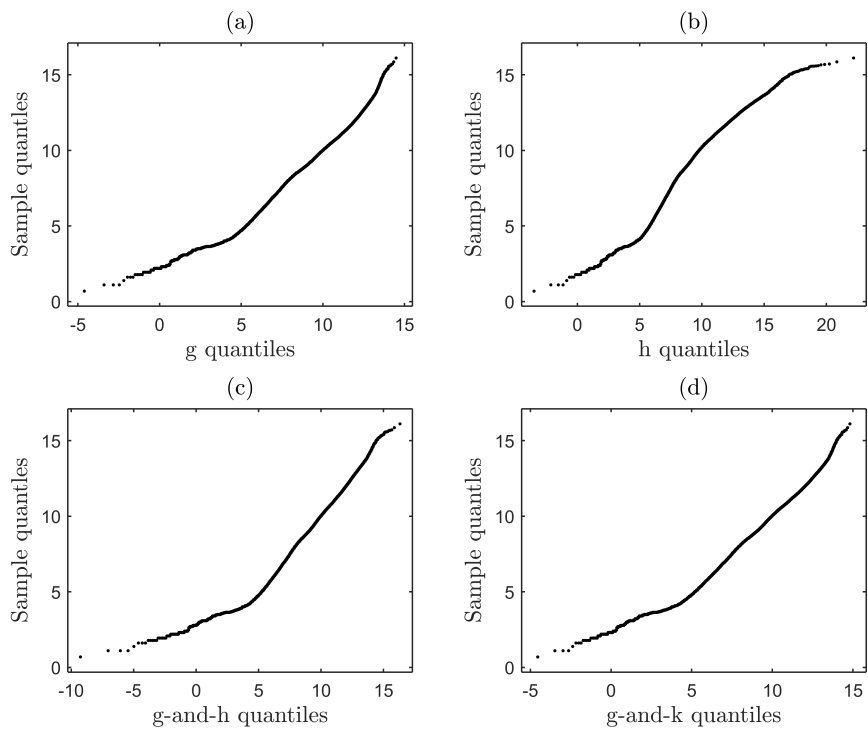 (a)
15
10
5
0
Sample quantles
-5 0 5 10 15
g quantiles
(b)
15
10
5
0
Sample quantles
0 5 10 15 20
h quantiles
(c)
15
10
5
0
Sample quantles
-10 -5 0 5 10 15
g-and-h quantiles
(d)
15
10
5
0
Sample quantles
-5 0 5 10 15
g-and-k quantiles